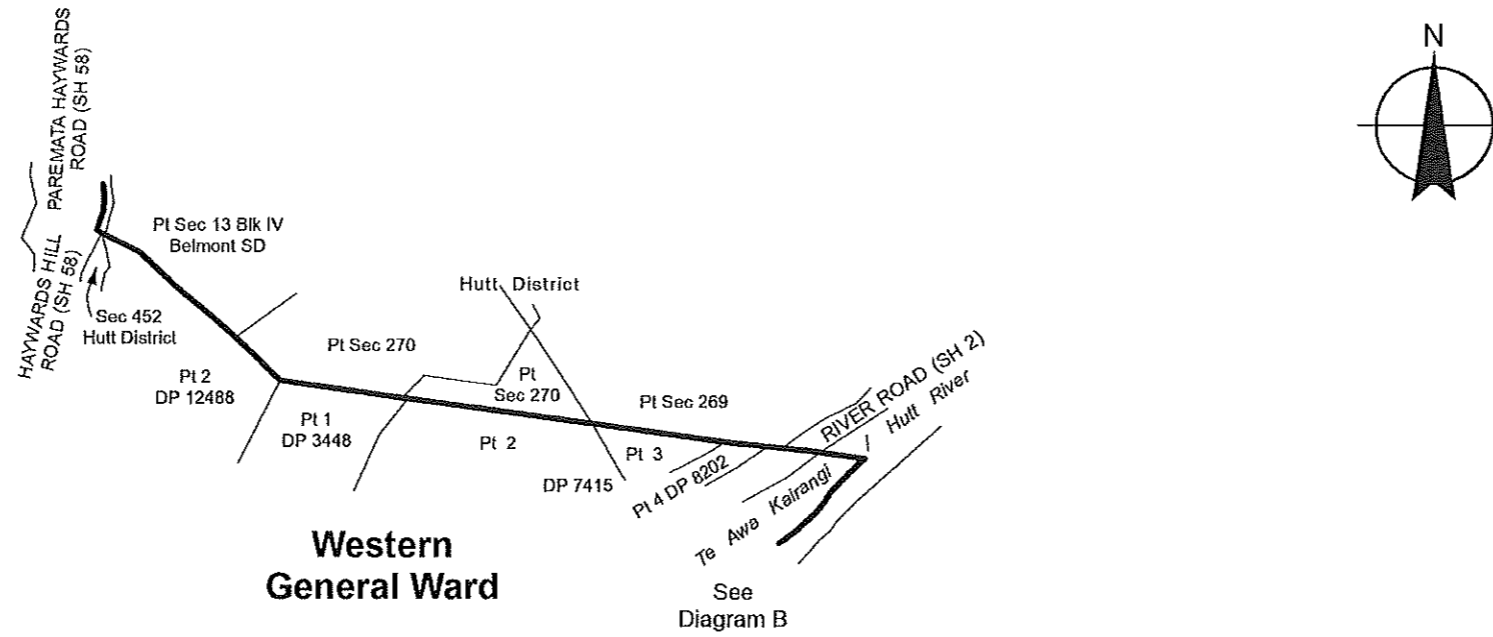 N
PAREMATA HAYWARDS
ROAD (SH 58)
HAYWARDS HILL
ROAD (SH 58)
Pt Sec 13 Blk IV
Belmont SD
Sec 452
Hutt District
Hutt District
Pt Sec 270
Pt 2
DP 12488
Pt
Sec 270
Pt 1
DP 3448
Pt Sec 269
Pt 2
Pt 3
DP 7415
Pt 4 DP 8202
RIVER ROAD (SH 2)
Te Awa Kairangi / Hutt River
Western
General Ward
See
Diagram B